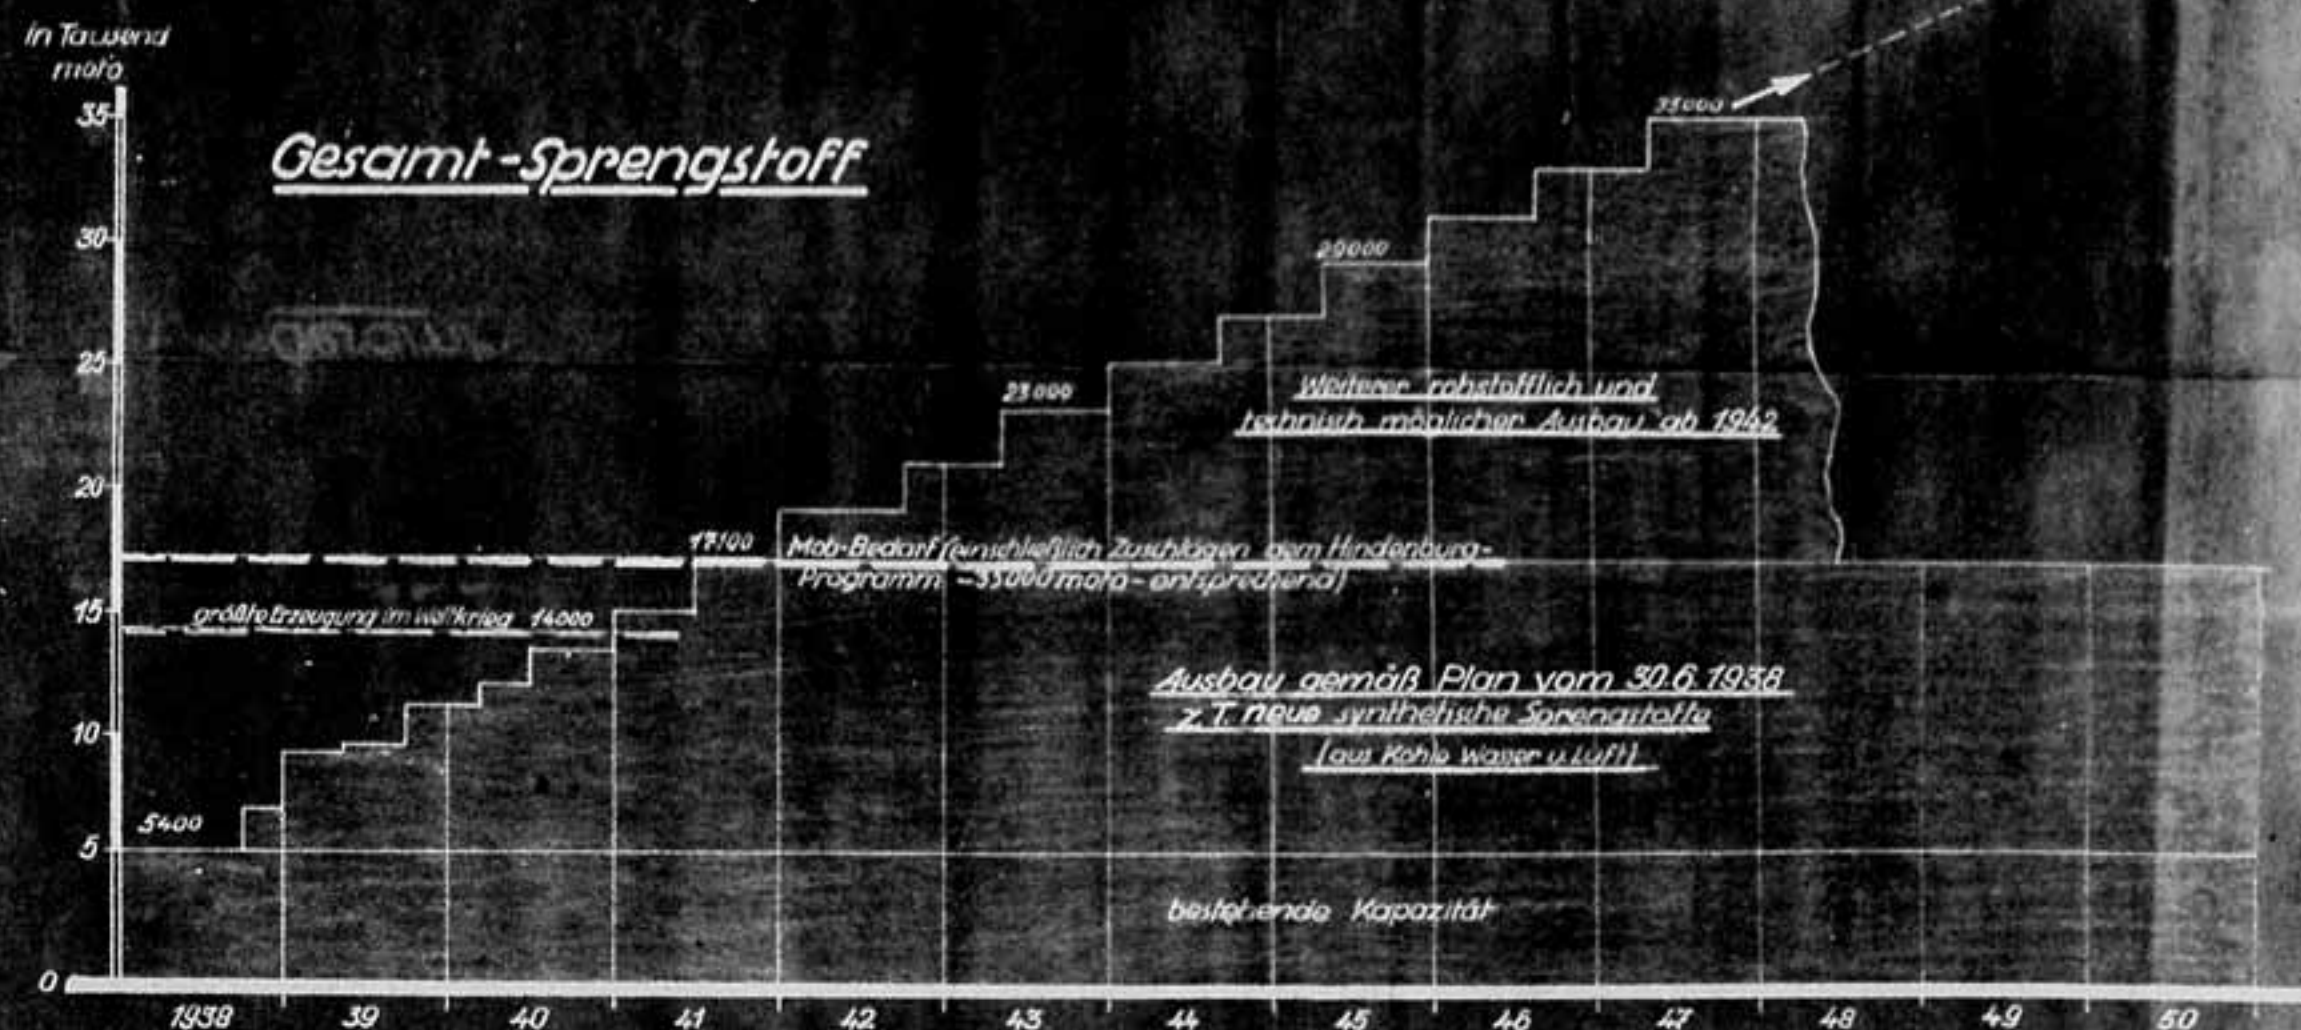 in Tausend
moto
35
30
25
20
15
10
5
0
Gesamt-Sprengstoff
35000
29000
23000
Weiterer rohstofflich und
technisch möglicher Ausbau ab 1942
17100
Mob-Bedarf (einschließlich Zuschlägen dem Hindenburg-
Programm -35000 moto- entsprechend)
größte Erzeugung im Weltkrieg 14000
Ausbau gemäß Plan vom 30.6.1938
z.T. neue synthetische Sprengstoffe
(aus Kohle Wasser u. Luft)
5400
bestehende Kapazität
1938 39 40 41 42 43 44 45 46 47 48 49 50